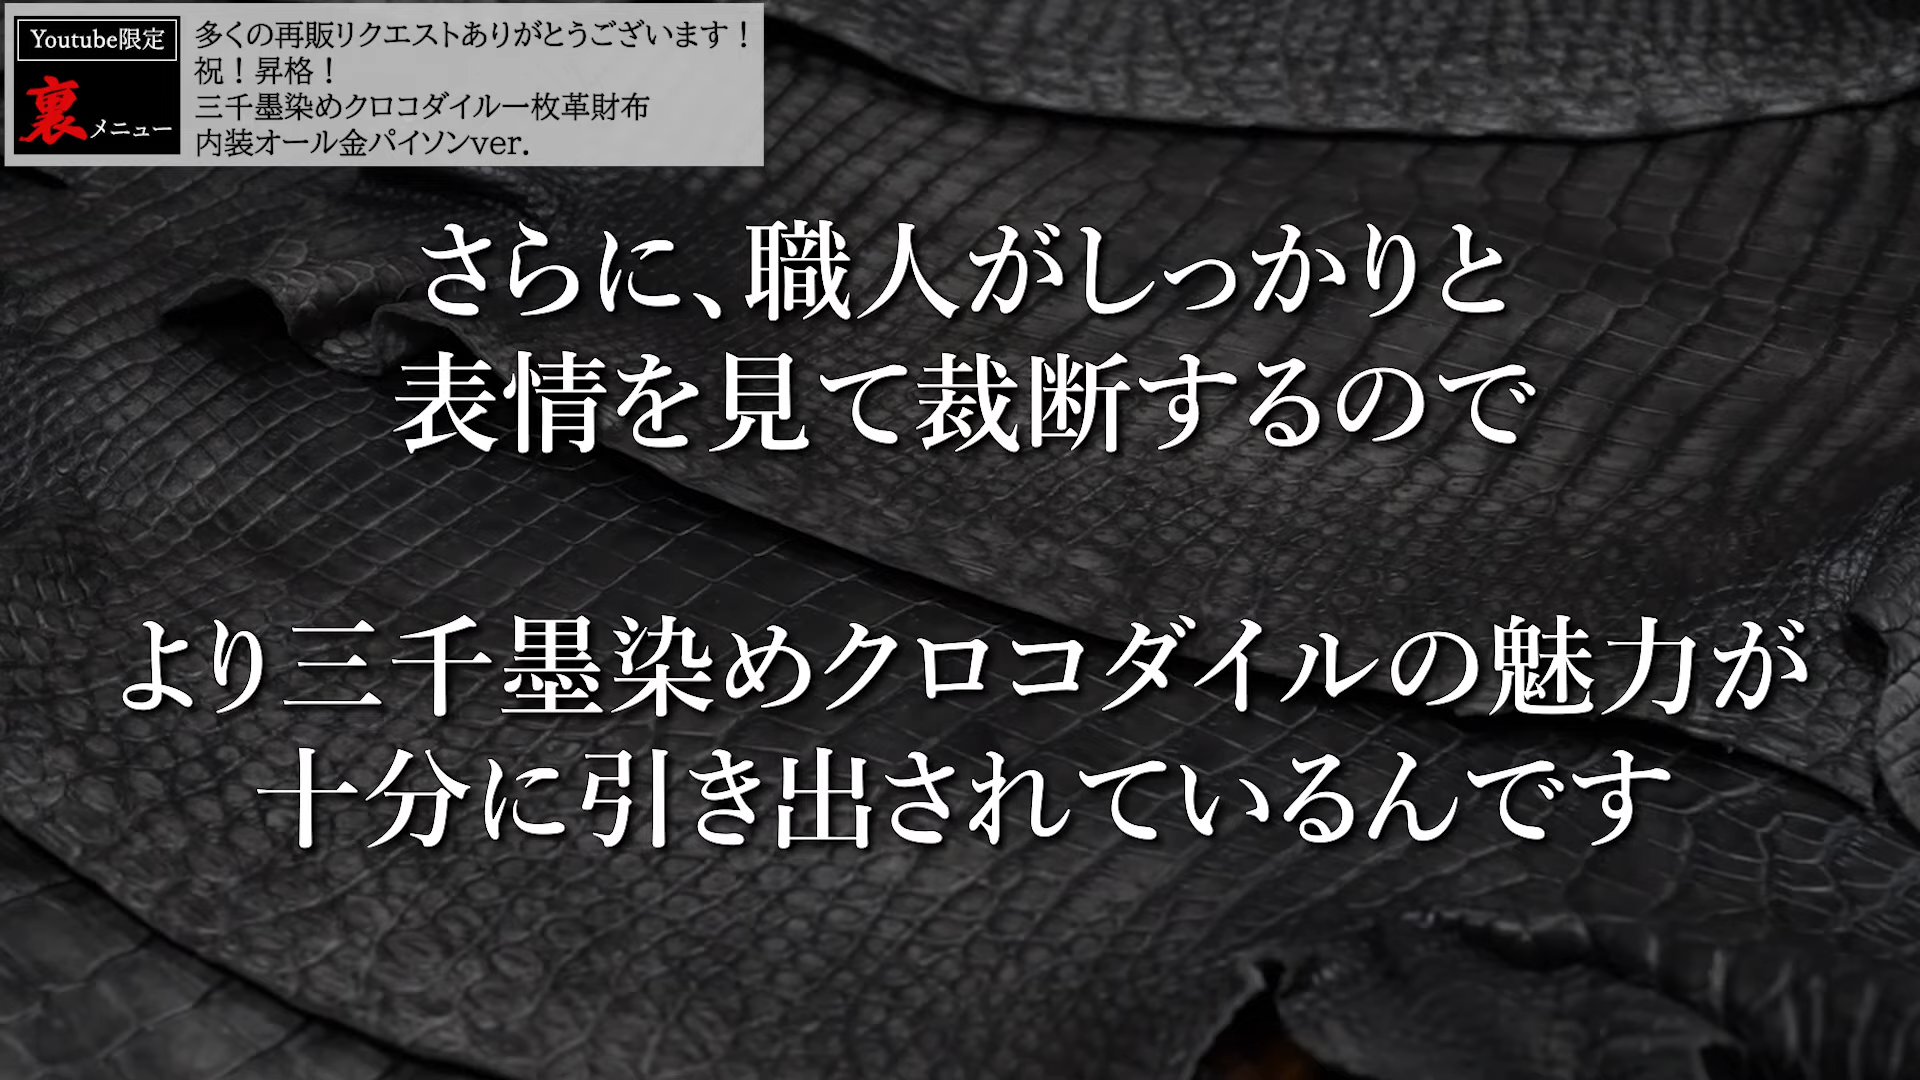 Youtube限定
裏メニュー
多くの再販リクエストありがとうございます！
祝！昇格！
三千墨染めクロコダイル一枚革財布
内装オール金パイソンver.
さらに、職人がしっかりと
表情を見て裁断するので
より三千墨染めクロコダイルの魅力が
十分に引き出されているんです